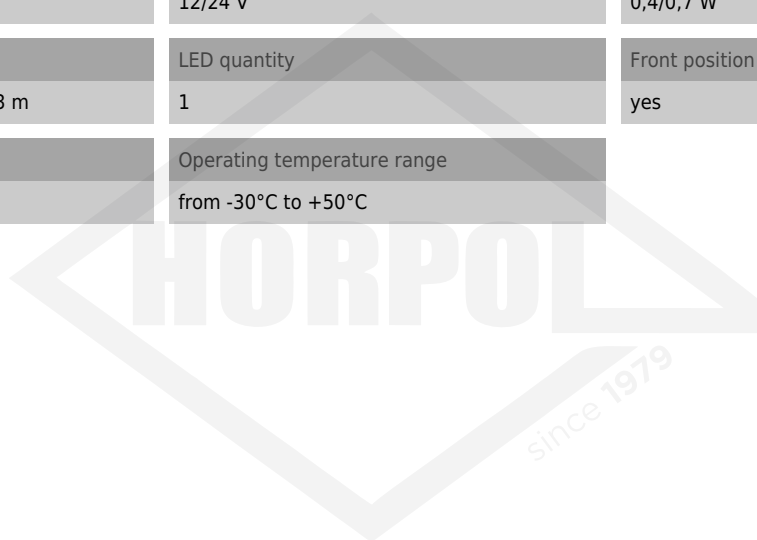 12/24 V
0,4/0,7 W
LED quantity
Front position
3 m
1
yes
Operating temperature range
from -30°C to +50°C
HORPOL
since 1979